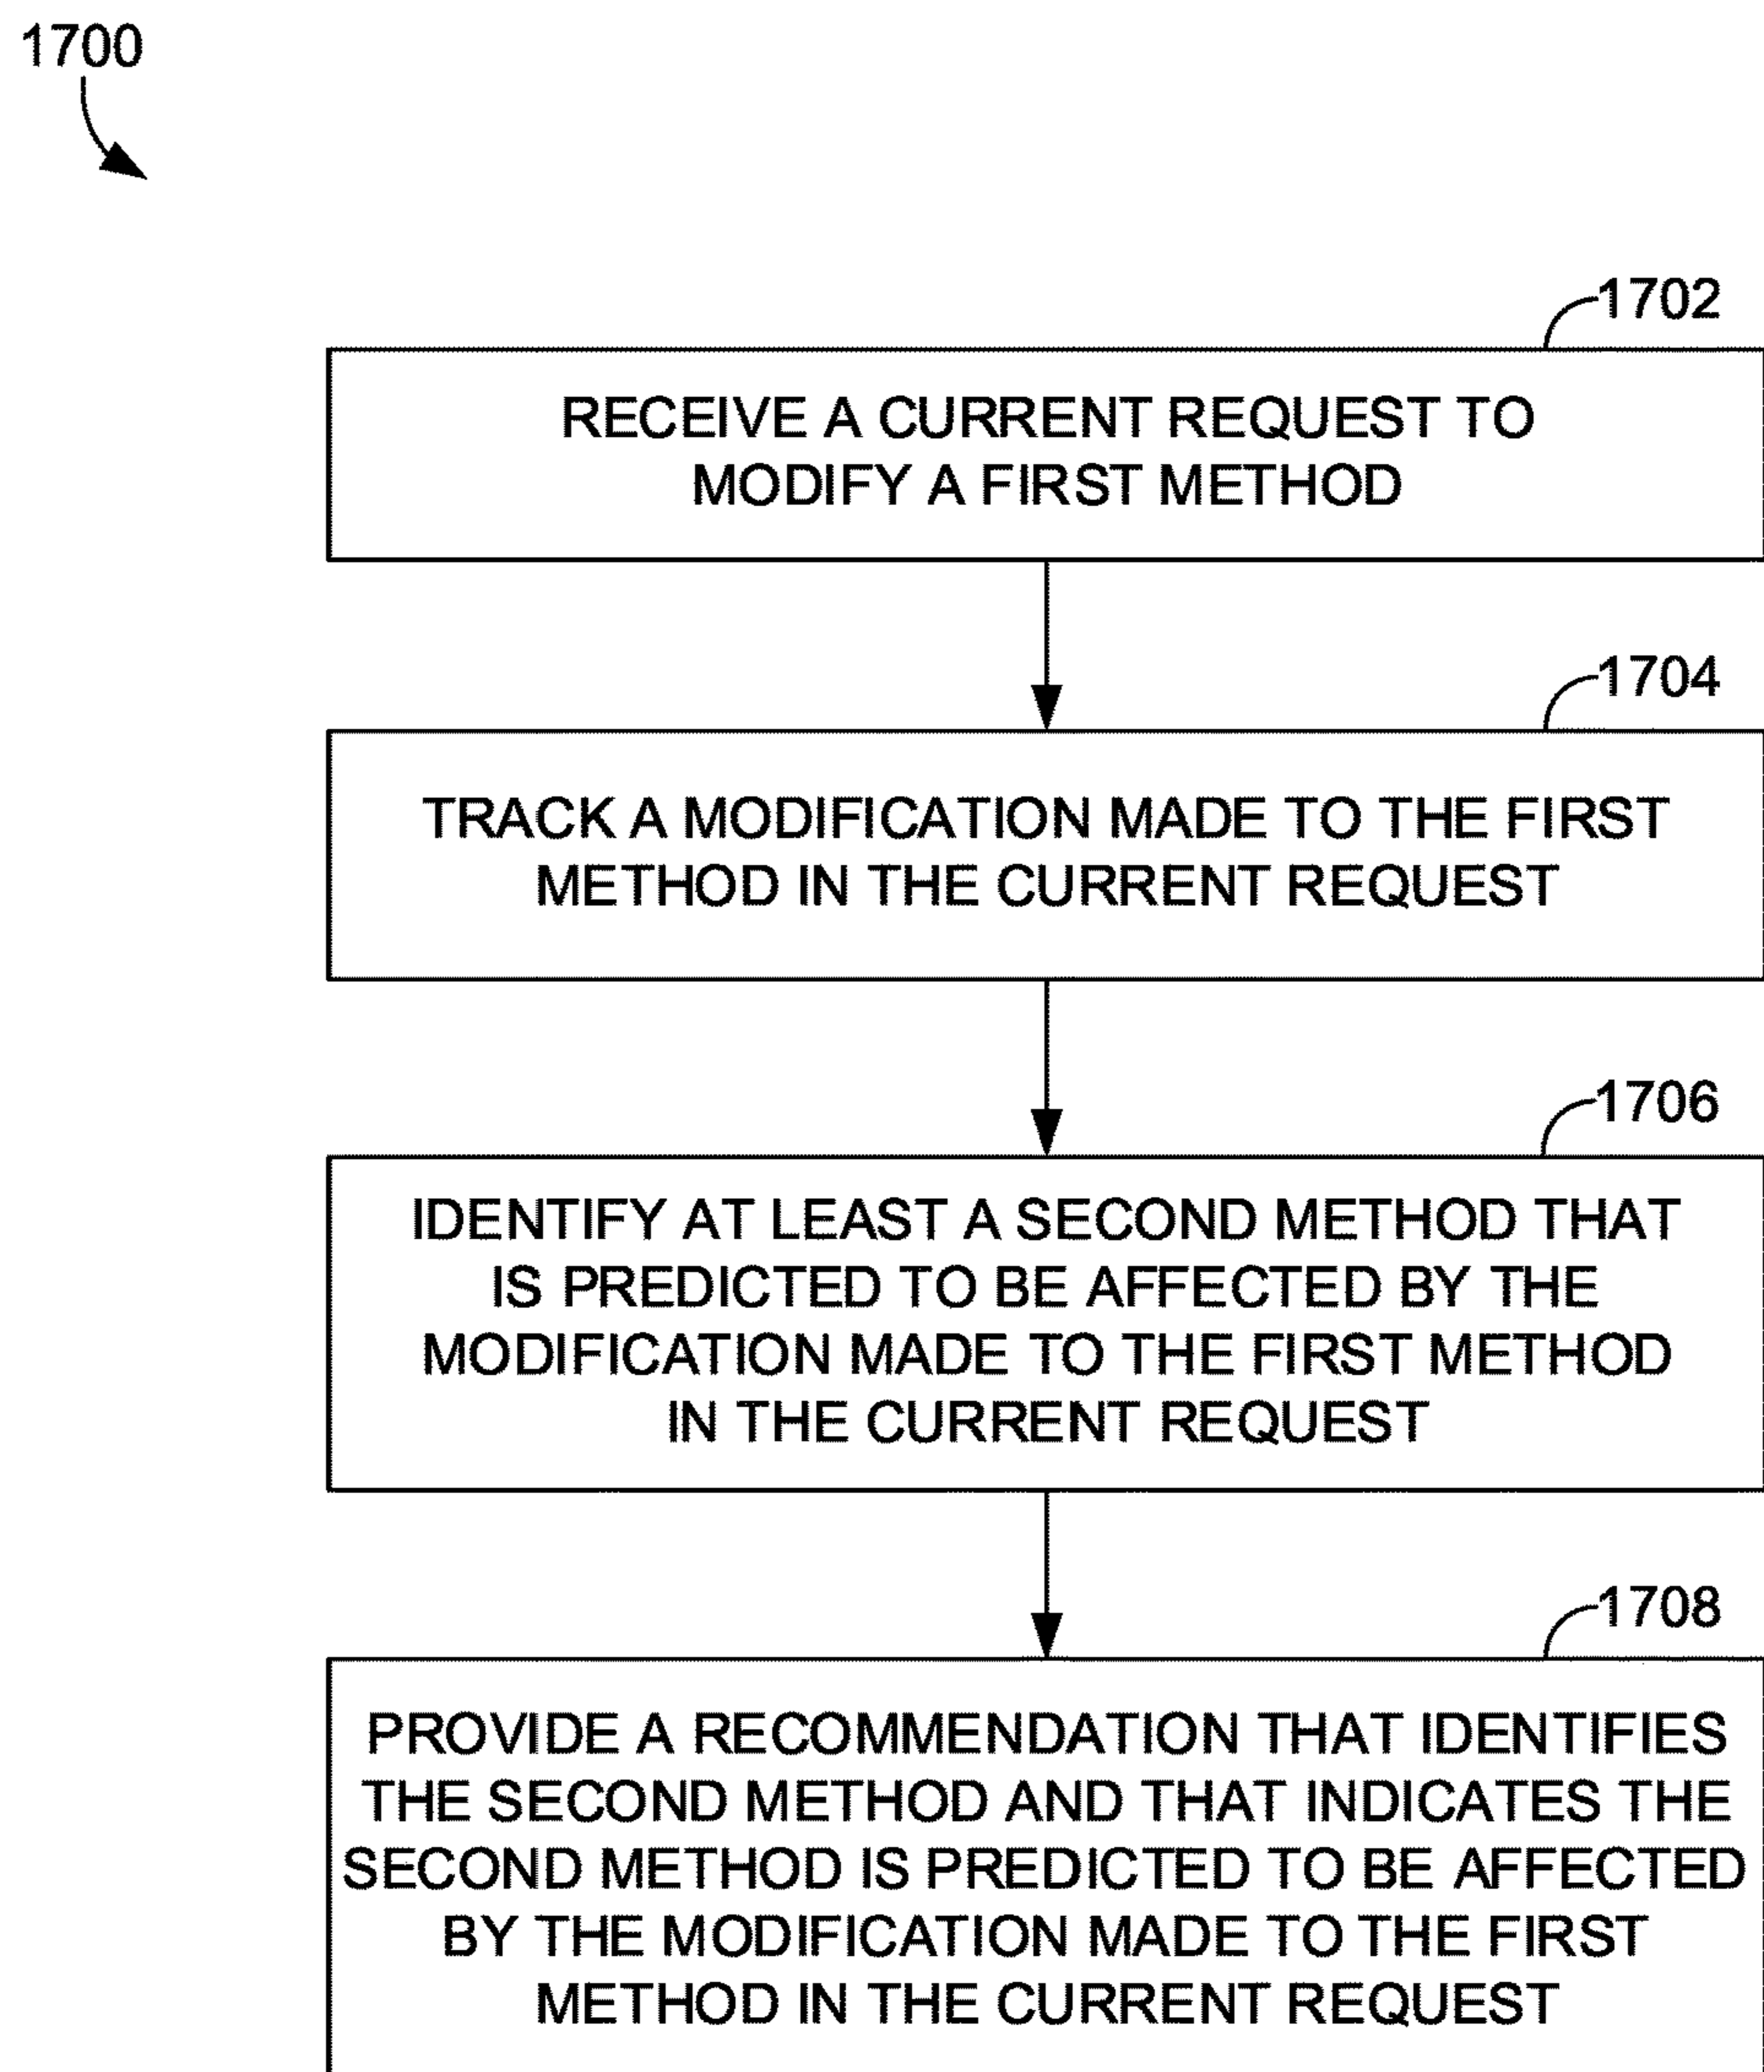 1700
1702
RECEIVE A CURRENT REQUEST TO
MODIFY A FIRST METHOD
1704
TRACK A MODIFICATION MADE TO THE FIRST
METHOD IN THE CURRENT REQUEST
1706
IDENTIFY AT LEAST A SECOND METHOD THAT
IS PREDICTED TO BE AFFECTED BY THE
MODIFICATION MADE TO THE FIRST METHOD
IN THE CURRENT REQUEST
1708
PROVIDE A RECOMMENDATION THAT IDENTIFIES
THE SECOND METHOD AND THAT INDICATES THE
SECOND METHOD IS PREDICTED TO BE AFFECTED
BY THE MODIFICATION MADE TO THE FIRST
METHOD IN THE CURRENT REQUEST